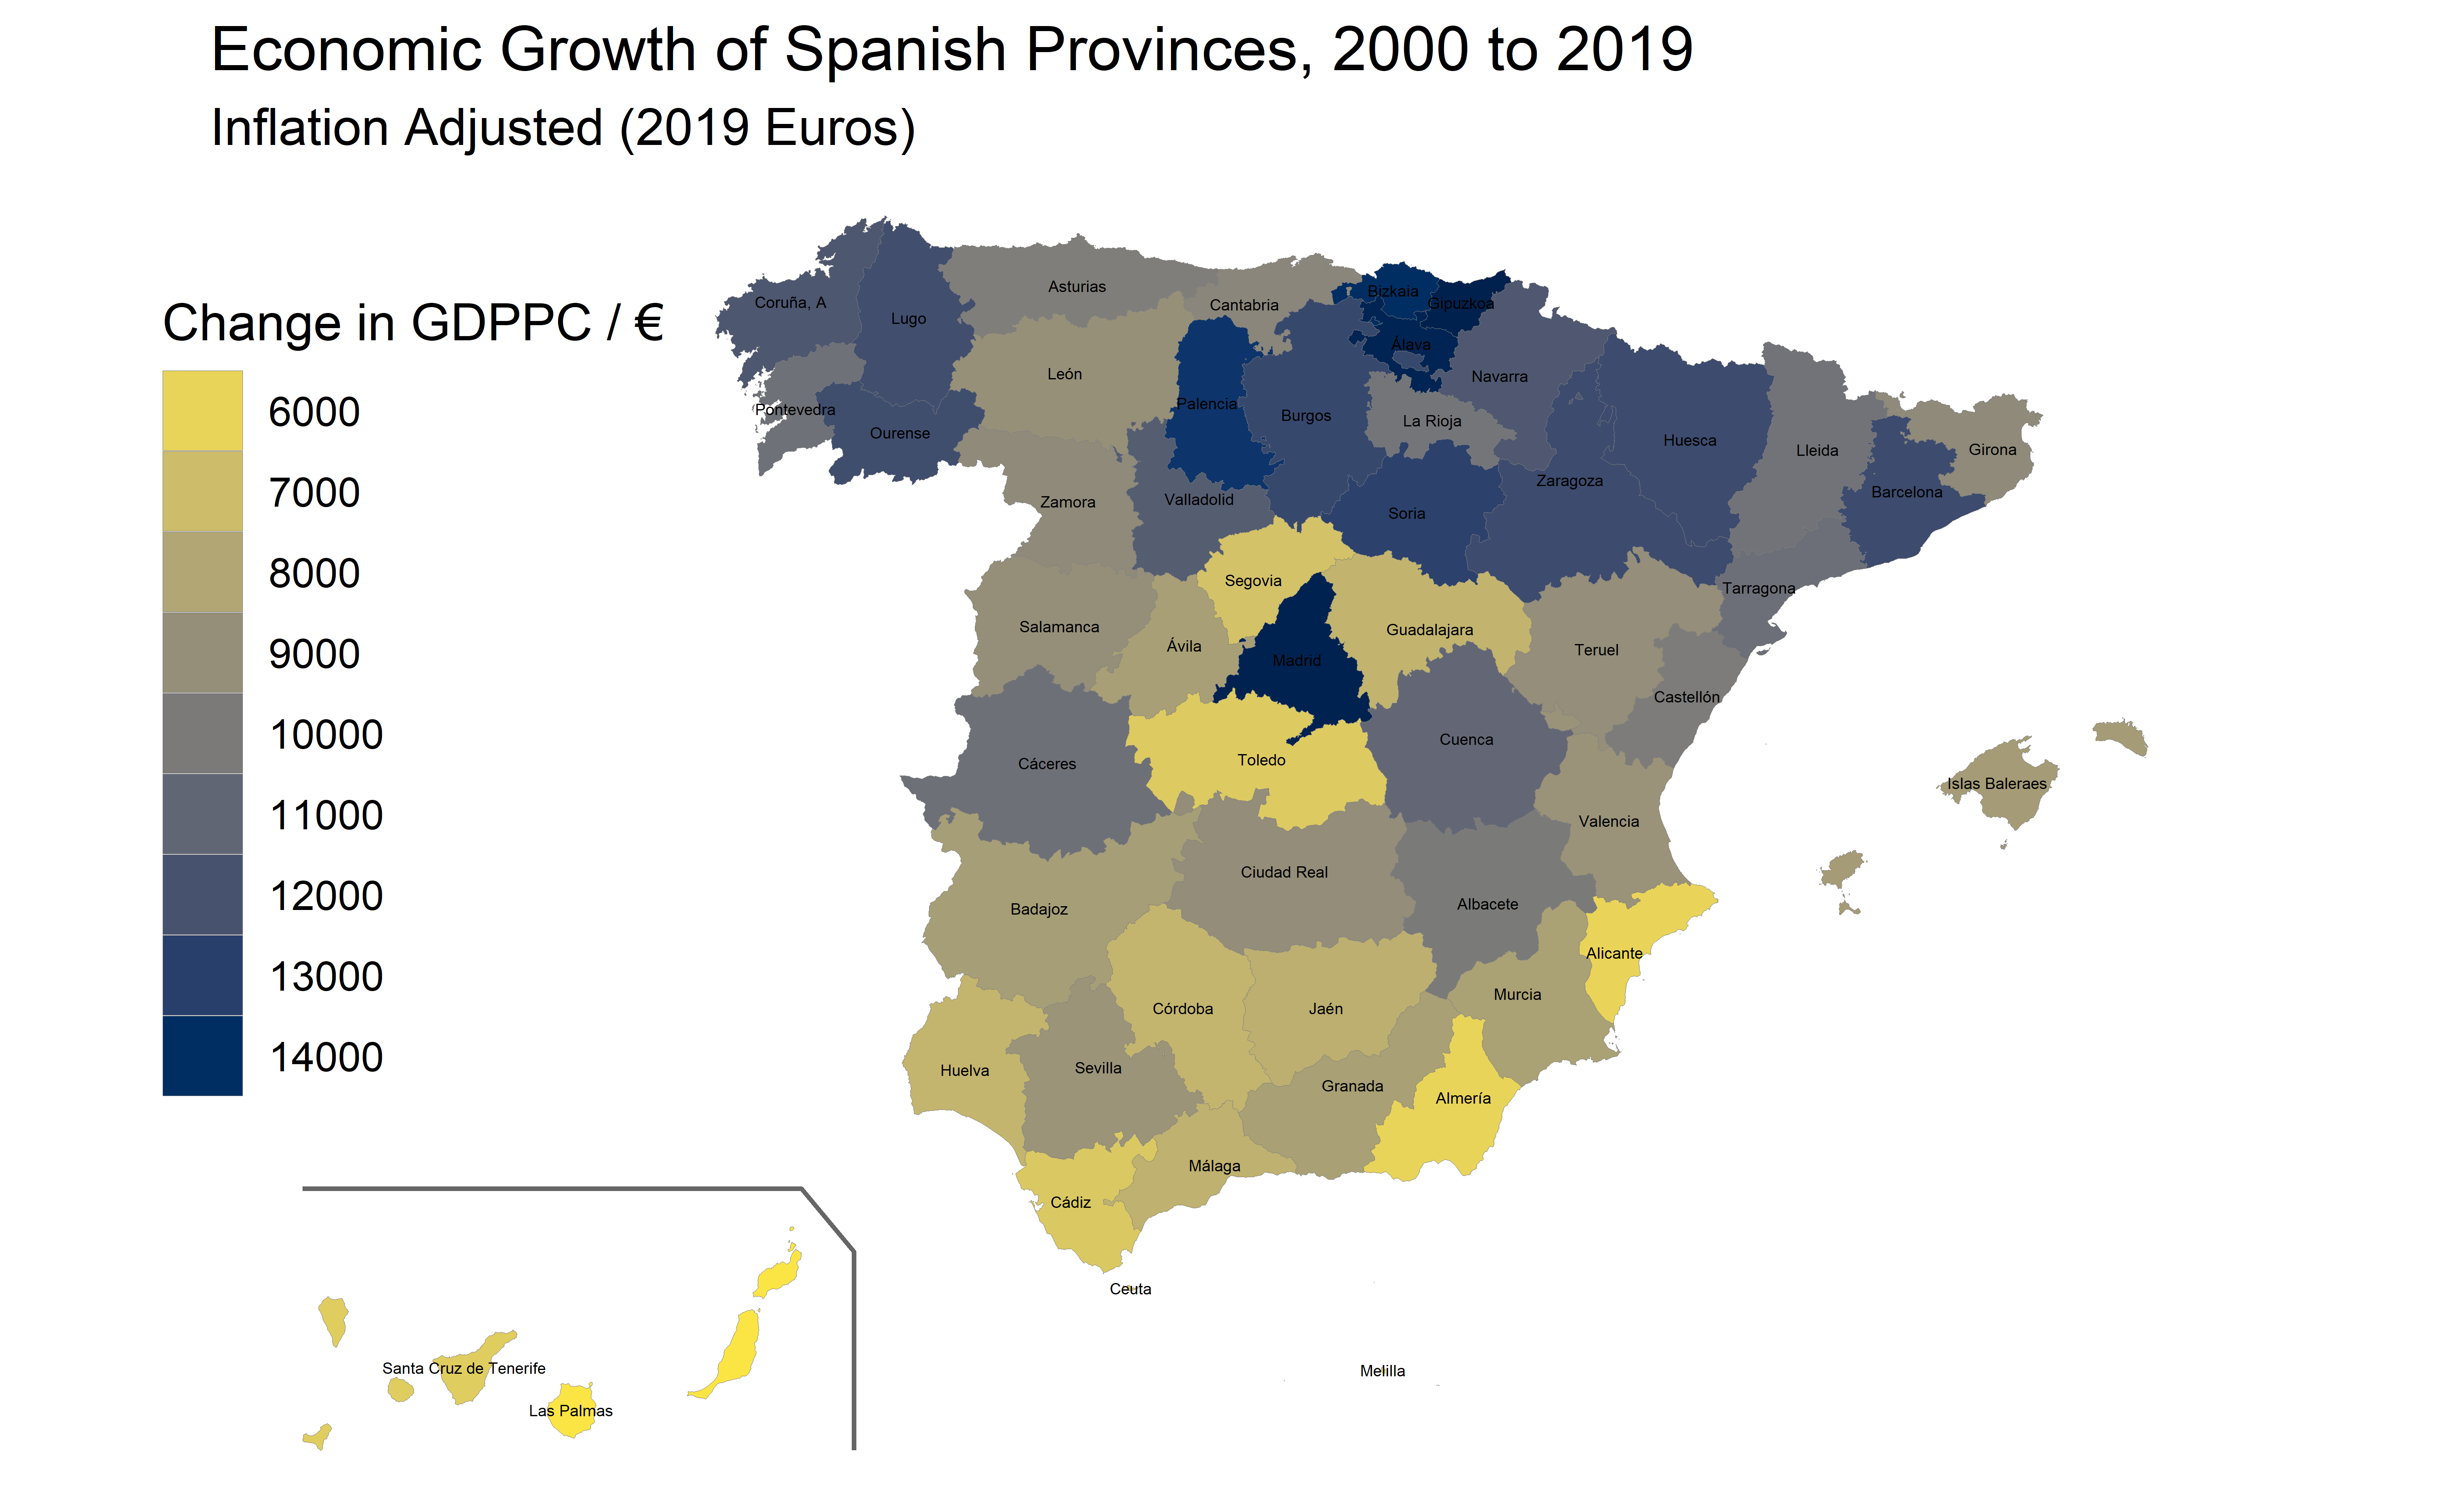 Economic Growth of Spanish Provinces, 2000 to 2019
Inflation Adjusted (2019 Euros)
Change in GDPPC / €
6000
7000
8000
9000
10000
11000
12000
13000
14000
Coruña, A
Lugo
Asturias
Cantabria
Bizkaia
Gipuzkoa
Álava
Navarra
León
Palencia
Burgos
La Rioja
Pontevedra
Ourense
Huesca
Lleida
Girona
Barcelona
Zaragoza
Zamora
Valladolid
Soria
Segovia
Tarragona
Salamanca
Ávila
Guadalajara
Madrid
Teruel
Castellón
Cuenca
Toledo
Cáceres
Islas Baleraes
Valencia
Ciudad Real
Albacete
Badajoz
Alicante
Murcia
Córdoba
Jaén
Huelva
Sevilla
Granada
Almería
Málaga
Cádiz
Ceuta
Melilla
Santa Cruz de Tenerife
Las Palmas